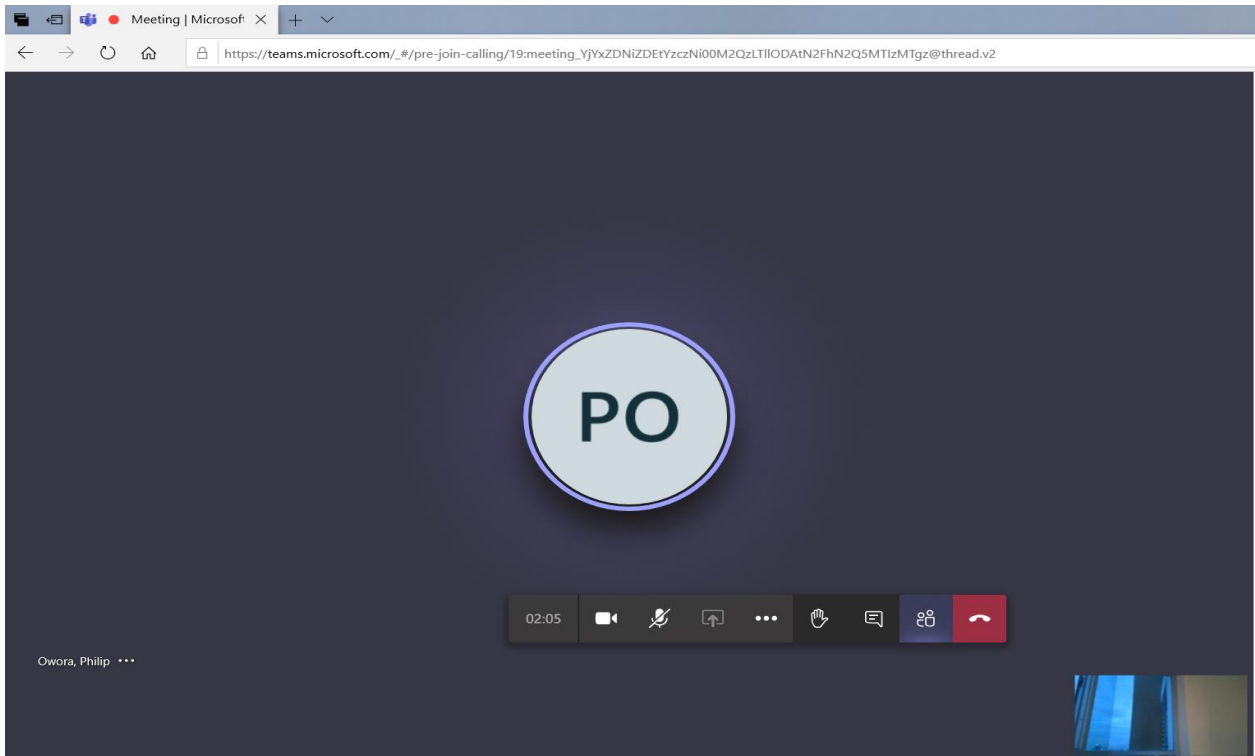 Meeting | Microsoft
https://teams.microsoft.com/_#/pre-join-calling/19:meeting_YjYxZDNiZDEtYzczNi00M2QzLTllODAtN2FhN2Q5MTIzMTgz@thread.v2
PO
02:05
Owora, Philip